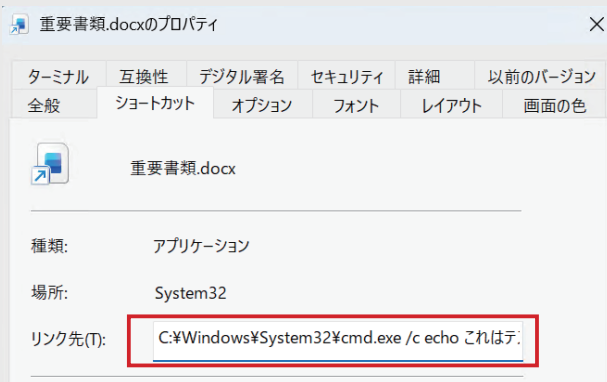 重要書類.docxのプロパティ
ターミナル 互換性 デジタル署名 セキュリティ 詳細 以前のバージョン
全般 ショートカット オプション フォント レイアウト 画面の色
重要書類.docx
種類: アプリケーション
場所: System32
リンク先(T): C:¥Windows¥System32¥cmd.exe /c echo これはテ